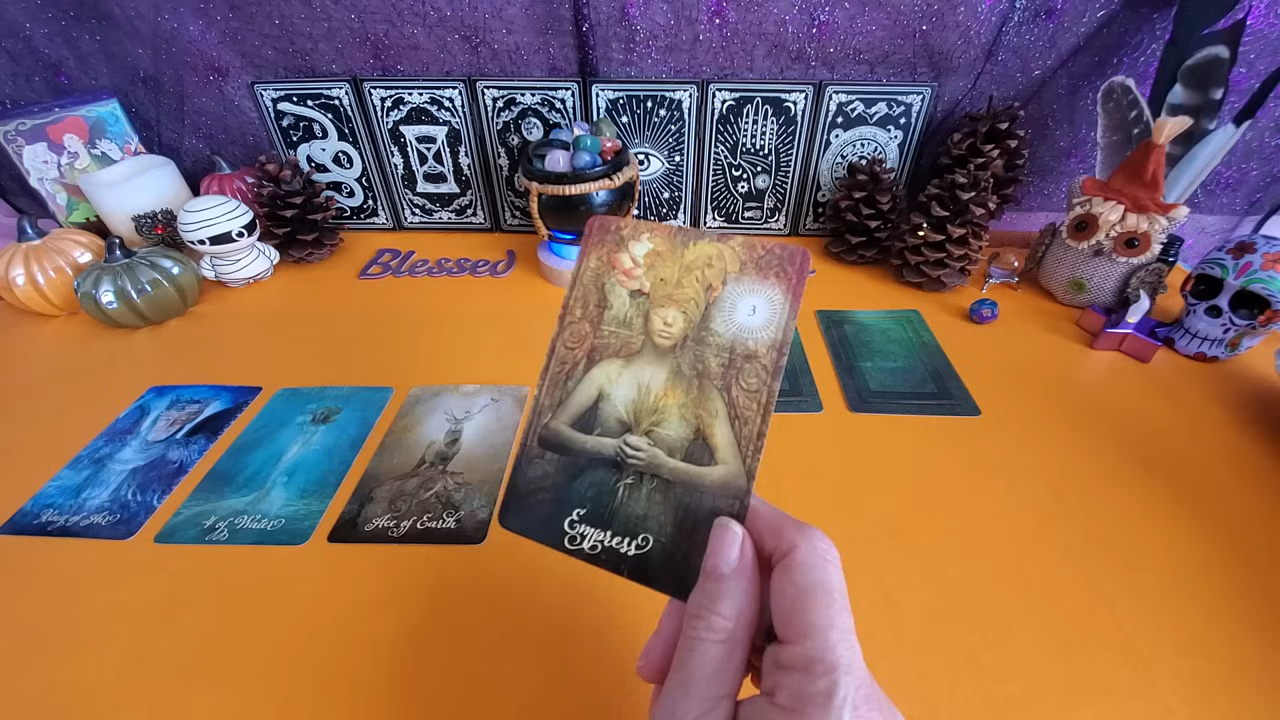 Blessed
3
King of Air
4 of Water
Ace of Earth
Empress